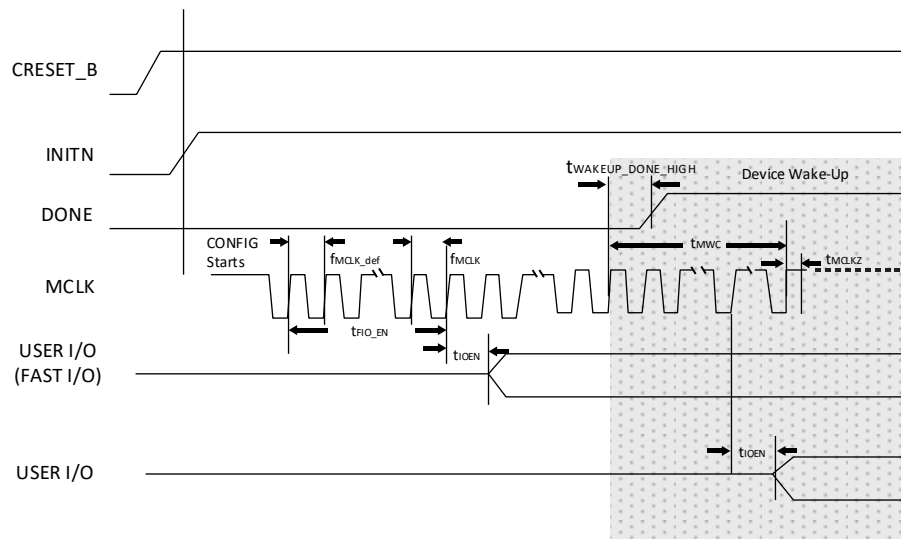 CRESET_B
INITN
tWAKEUP_DONE_HIGH
Device Wake-Up
DONE
CONFIG
Starts
fMCLK_def
fMCLK
tMWC
tMCLKZ
MCLK
tFIO_EN
USER I/O
(FAST I/O)
tIOEN
USER I/O
tIOEN